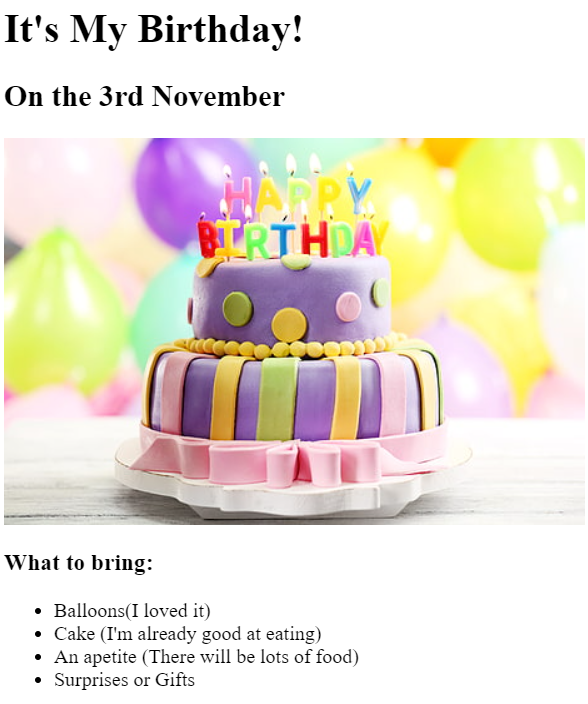 It's My Birthday!
On the 3rd November
HAPPY
BIRTHDAY
What to bring:
Balloons(I loved it)
Cake (I'm already good at eating)
An apetite (There will be lots of food)
Surprises or Gifts